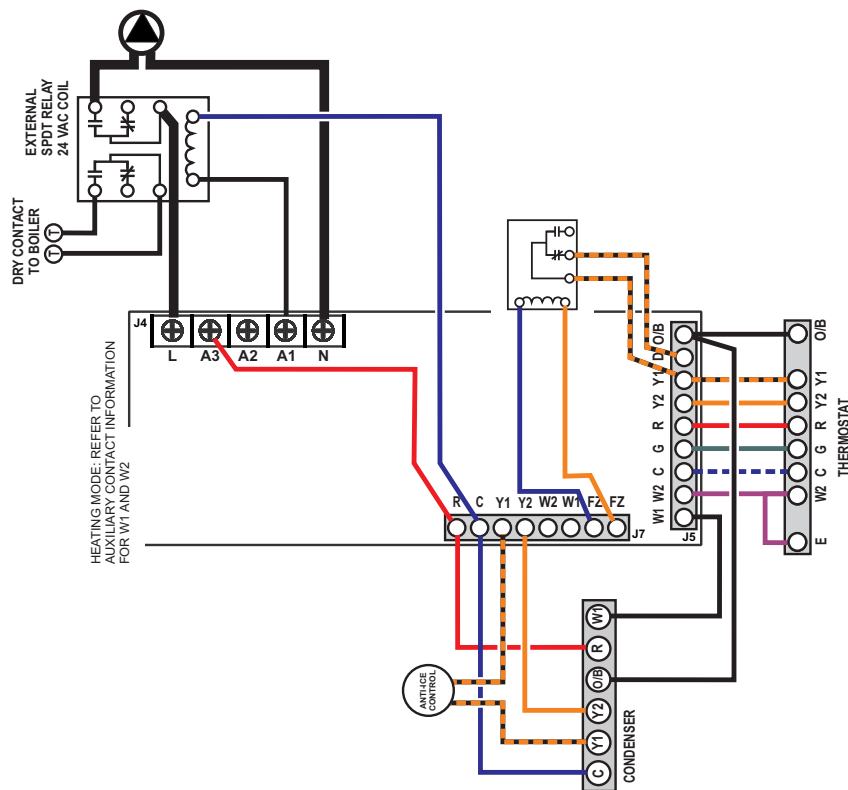 EXTERNAL
SPDT RELAY
24 VAC COIL
DRY CONTACT
TO BOILER
T
T
J4
L
A3
A2
A1
N
HEATING MODE: REFER TO
AUXILIARY CONTACT INFORMATION
FOR W1 AND W2
R
C
Y1
Y2
W2
W1
FZ
FZ
J7
O/B
D
Y1
Y2
R
G
C
W2
W1
J5
O/B
Y1
Y2
R
G
C
W2
E
THERMOSTAT
W1
R
O/B
Y2
Y1
C
CONDENSER
ANTI-ICE
CONTROL